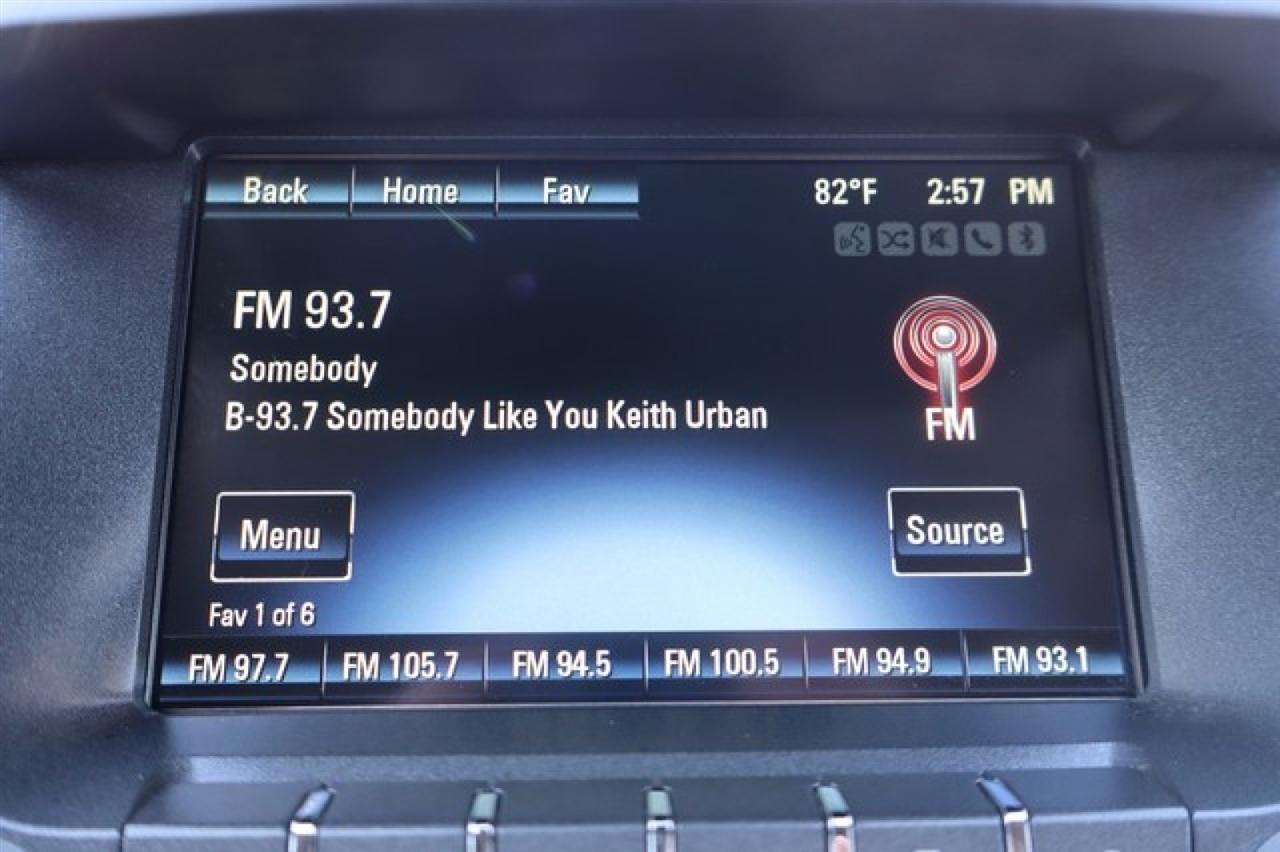 Back Home Fav 82°F 2:57 PM
FM 93.7
Somebody
B-93.7 Somebody Like You Keith Urban
FM
Menu Source
Fav 1 of 6
FM 97.7 FM 105.7 FM 94.5 FM 100.5 FM 94.9 FM 93.1